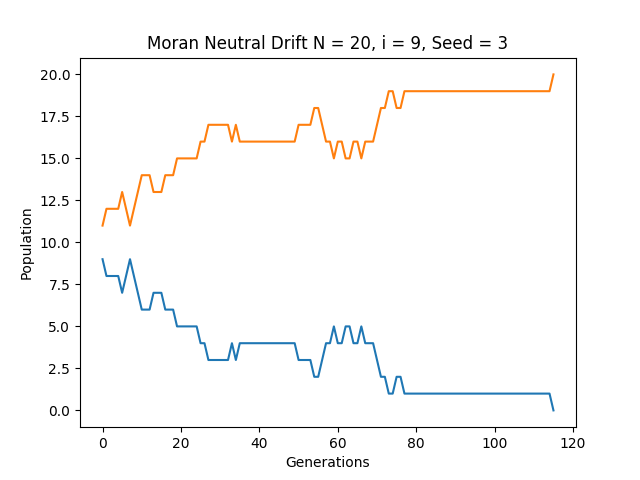 Moran Neutral Drift N = 20, i = 9, Seed = 3
20.0
17.5
15.0
12.5
10.0
7.5
5.0
2.5
0.0
Population
0 20 40 60 80 100 120
Generations